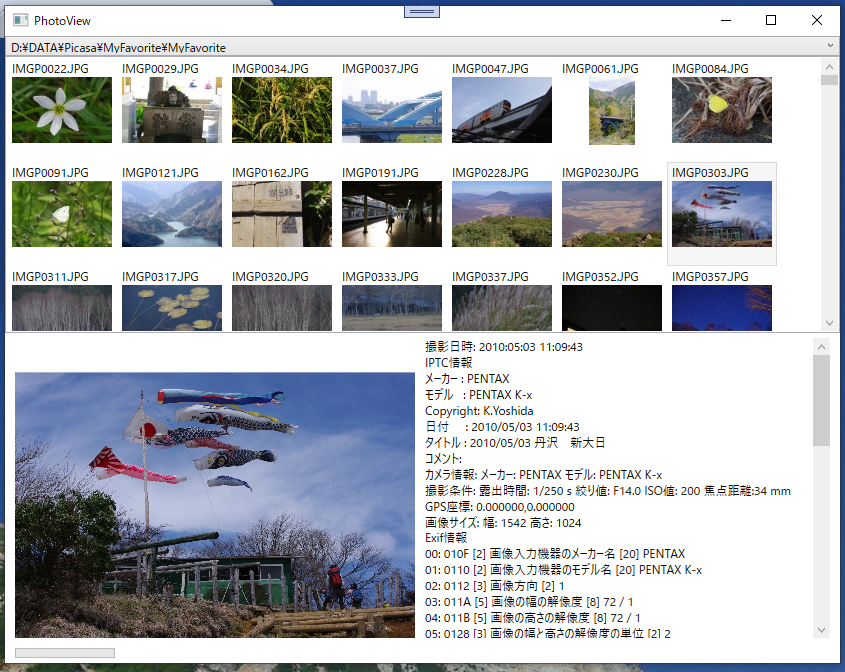 PhotoView
D:¥DATA¥Picasa¥MyFavorite¥MyFavorite
IMGP0022.JPG IMGP0029.JPG IMGP0034.JPG IMGP0037.JPG IMGP0047.JPG IMGP0061.JPG IMGP0084.JPG
IMGP0091.JPG IMGP0121.JPG IMGP0162.JPG IMGP0191.JPG IMGP0228.JPG IMGP0230.JPG IMGP0303.JPG
IMGP0311.JPG IMGP0317.JPG IMGP0320.JPG IMGP0333.JPG IMGP0337.JPG IMGP0352.JPG IMGP0357.JPG
撮影日時: 2010:05:03 11:09:43
IPTC情報
メーカー : PENTAX
モデル : PENTAX K-x
Copyright: K.Yoshida
日付 : 2010/05/03 11:09:43
タイトル : 2010/05/03 丹沢 新大日
コメント:
カメラ情報: メーカー: PENTAX モデル: PENTAX K-x
撮影条件: 露出時間: 1/250 s 絞り値: F14.0 ISO値: 200 焦点距離:34 mm
GPS座標: 0.000000,0.000000
画像サイズ: 幅: 1542 高さ: 1024
Exif情報
00: 010F [2] 画像入力機器のメーカー名 [20] PENTAX
01: 0110 [2] 画像入力機器のモデル名 [20] PENTAX K-x
02: 0112 [3] 画像方向 [2] 1
03: 011A [5] 画像の幅の解像度 [8] 72 / 1
04: 011B [5] 画像の高さの解像度 [8] 72 / 1
05: 0128 [3] 画像の幅と高さの解像度の単位 [2] 2